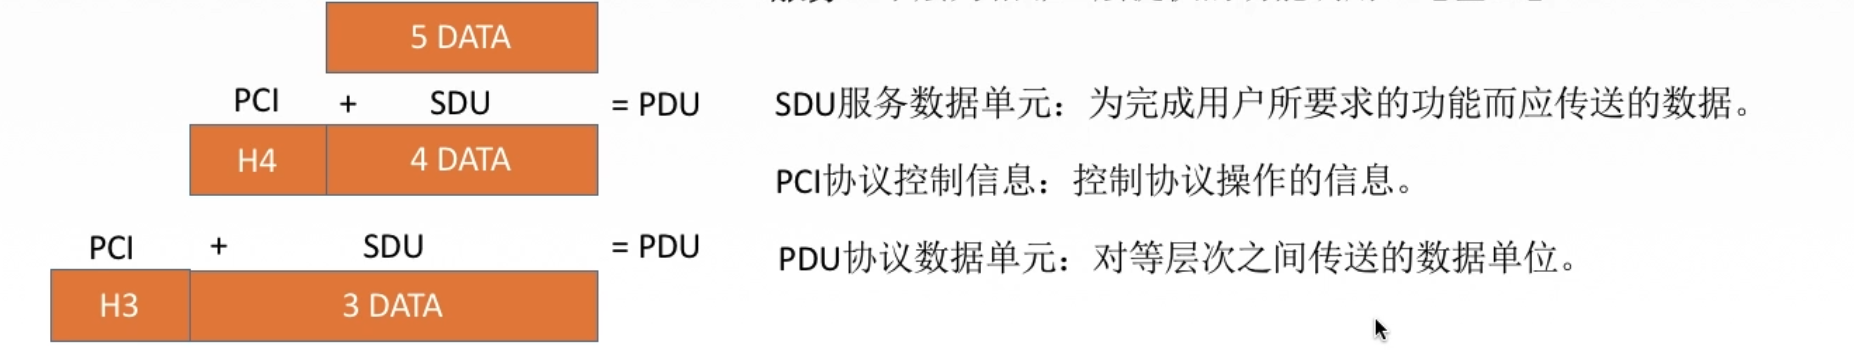 5 DATA
PCI + SDU = PDU
H4 4 DATA
PCI + SDU = PDU
H3 3 DATA
SDU服务数据单元：为完成用户所要求的功能而应传送的数据。
PCI协议控制信息：控制协议操作的信息。
PDU协议数据单元：对等层次之间传送的数据单位。